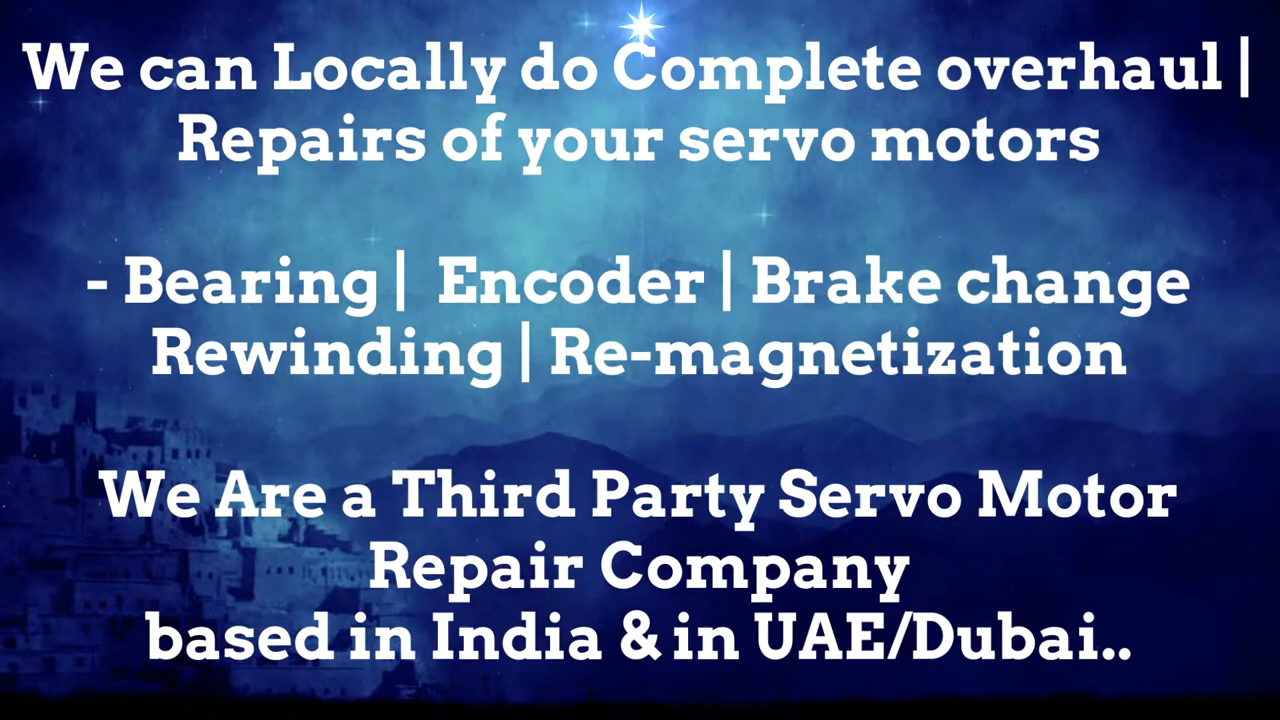 We can Locally do Complete overhaul |
Repairs of your servo motors
- Bearing | Encoder | Brake change
Rewinding | Re-magnetization
We Are a Third Party Servo Motor
Repair Company
based in India & in UAE/Dubai..